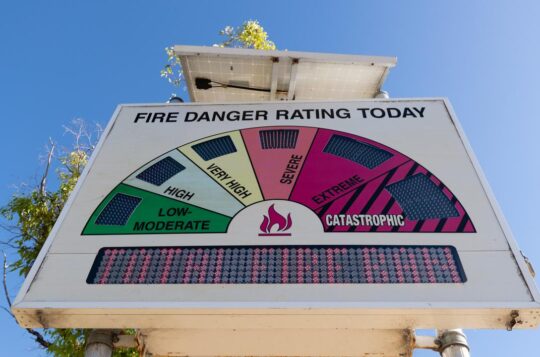 FIRE DANGER RATING TODAY
LOW-
MODERATE
HIGH
VERY HIGH
SEVERE
EXTREME
CATASTROPHIC